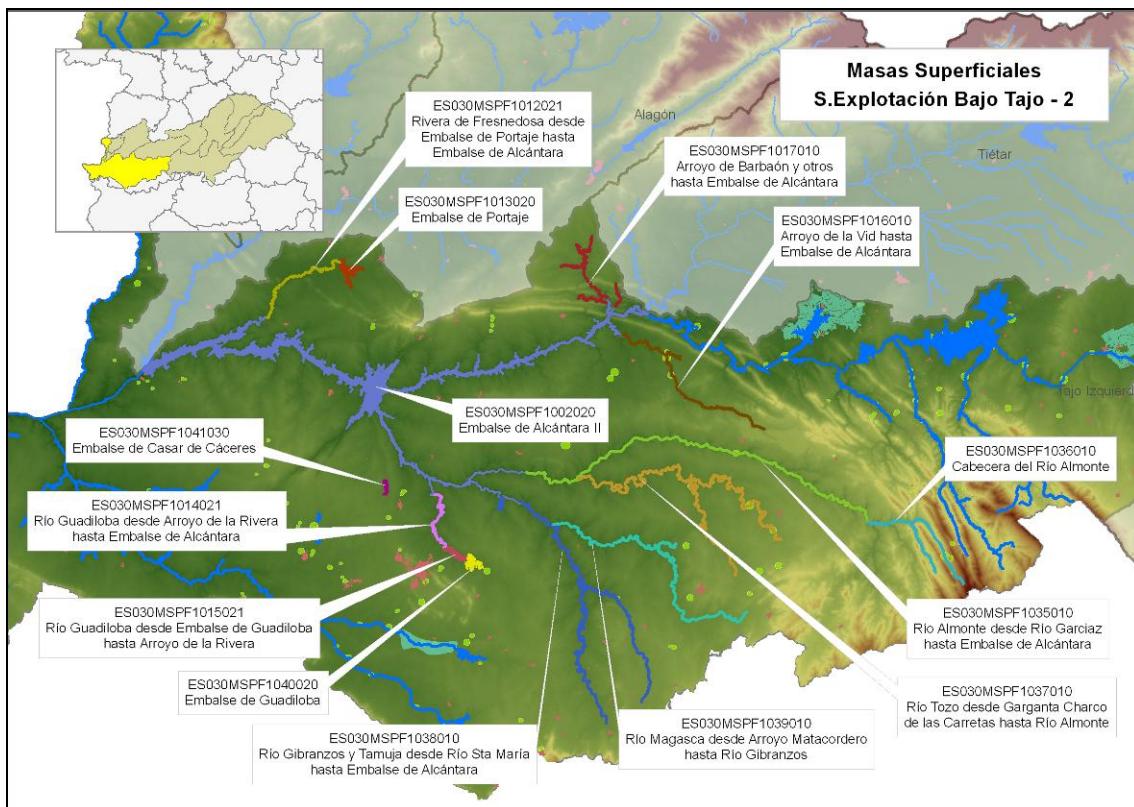 Masas Superficiales
S.Explotación Bajo Tajo - 2
ES030MSPF1012021
Rivera de Fresnedosa desde
Embalse de Portaje hasta
Embalse de Alcántara
Alagón
ES030MSPF1017010
Arroyo de Barbaón y otros
hasta Embalse de Alcántara
Tiétar
ES030MSPF1013020
Embalse de Portaje
ES030MSPF1016010
Arroyo de la Vid hasta
Embalse de Alcántara
Tajo Izquierd
ES030MSPF1002020
Embalse de Alcántara II
ES030MSPF1041030
Embalse de Casar de Cáceres
ES030MSPF1036010
Cabecera del Río Almonte
ES030MSPF1014021
Río Guadiloba desde Arroyo de la Rivera
hasta Embalse de Alcántara
ES030MSPF1015021
Río Guadiloba desde Embalse de Guadiloba
hasta Arroyo de la Rivera
ES030MSPF1035010
Río Almonte desde Río Garciaz
hasta Embalse de Alcántara
ES030MSPF1040020
Embalse de Guadiloba
ES030MSPF1037010
Río Tozo desde Garganta Charco
de las Carretas hasta Río Almonte
ES030MSPF1038010
Río Gibranzos y Tamuja desde Río Sta María
hasta Embalse de Alcántara
ES030MSPF1039010
Río Magasca desde Arroyo Matacordero
hasta Río Gibranzos